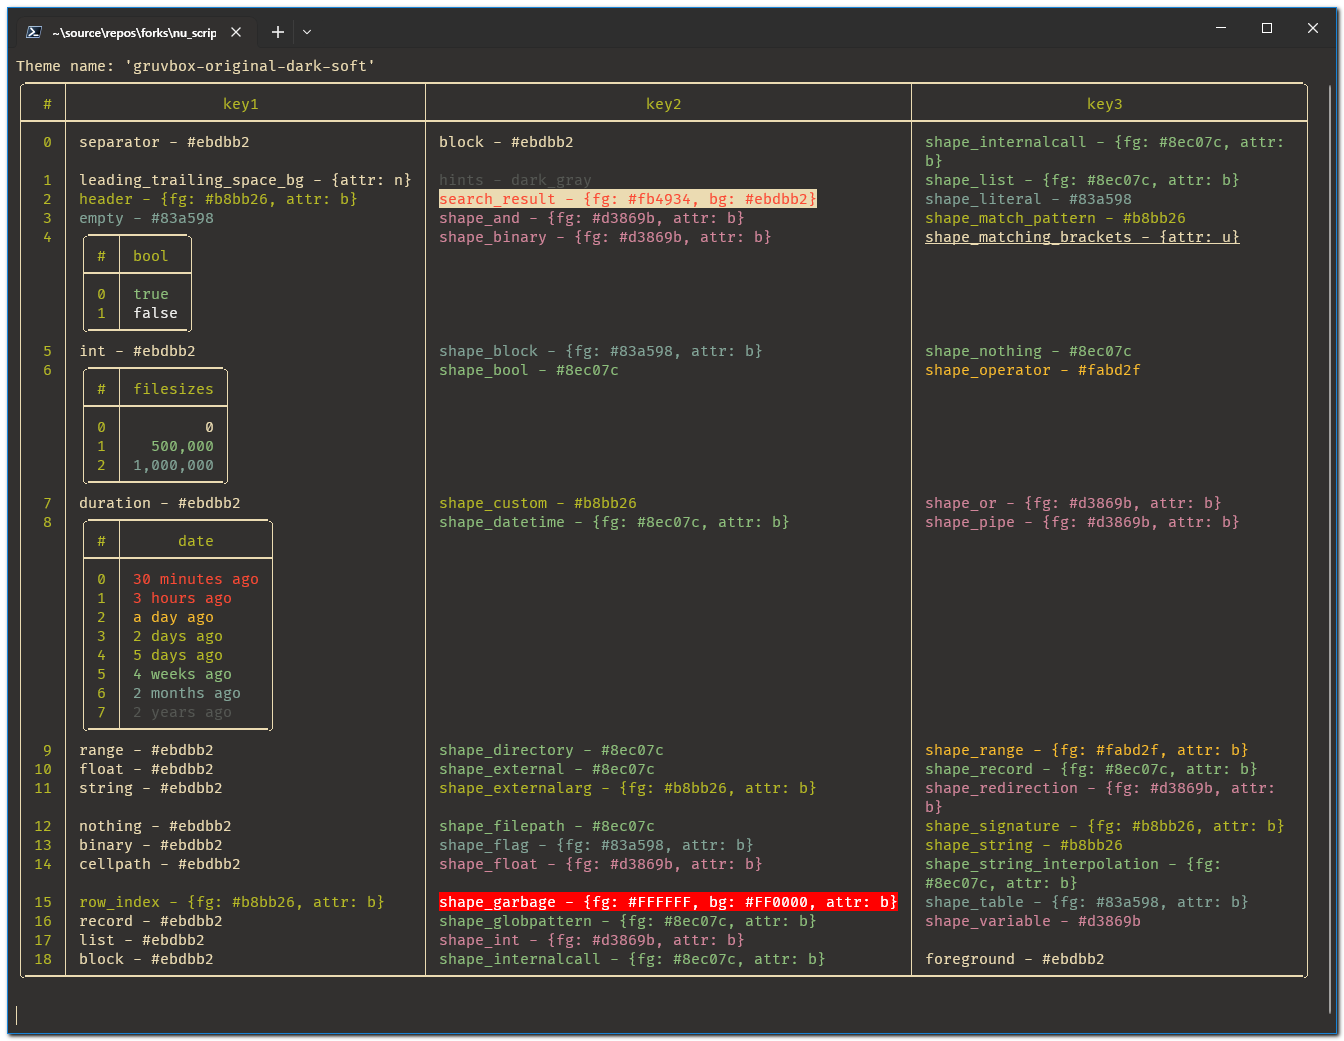 ~\source\repos\forks\nu_scrip
Theme name: 'gruvbox-original-dark-soft'
# key1 key2 key3
0 separator - #ebdbb2 block - #ebdbb2 shape_internalcall - {fg: #8ec07c, attr:
b}
1 leading_trailing_space_bg - {attr: n} hints - dark_gray shape_list - {fg: #8ec07c, attr: b}
2 header - {fg: #b8bb26, attr: b} search_result - {fg: #fb4934, bg: #ebdbb2} shape_literal - #83a598
3 empty - #83a598 shape_and - {fg: #d3869b, attr: b} shape_match_pattern - #b8bb26
4 shape_binary - {fg: #d3869b, attr: b} shape_matching_brackets - {attr: u}
# bool
0 true
1 false
5 int - #ebdbb2 shape_block - {fg: #83a598, attr: b} shape_nothing - #8ec07c
6 shape_bool - #8ec07c shape_operator - #fabd2f
# filesizes
0 0
1 500,000
2 1,000,000
7 duration - #ebdbb2 shape_custom - #b8bb26 shape_or - {fg: #d3869b, attr: b}
8 shape_datetime - {fg: #8ec07c, attr: b} shape_pipe - {fg: #d3869b, attr: b}
# date
0 30 minutes ago
1 3 hours ago
2 a day ago
3 2 days ago
4 5 days ago
5 4 weeks ago
6 2 months ago
7 2 years ago
9 range - #ebdbb2 shape_directory - #8ec07c shape_range - {fg: #fabd2f, attr: b}
10 float - #ebdbb2 shape_external - #8ec07c shape_record - {fg: #8ec07c, attr: b}
11 string - #ebdbb2 shape_externalarg - {fg: #b8bb26, attr: b} shape_redirection - {fg: #d3869b, attr:
b}
12 nothing - #ebdbb2 shape_filepath - #8ec07c shape_signature - {fg: #b8bb26, attr: b}
13 binary - #ebdbb2 shape_flag - {fg: #83a598, attr: b} shape_string - #b8bb26
14 cellpath - #ebdbb2 shape_float - {fg: #d3869b, attr: b} shape_string_interpolation - {fg:
#8ec07c, attr: b}
15 row_index - {fg: #b8bb26, attr: b} shape_garbage - {fg: #FFFFFF, bg: #FF0000, attr: b} shape_table - {fg: #83a598, attr: b}
16 record - #ebdbb2 shape_globpattern - {fg: #8ec07c, attr: b} shape_variable - #d3869b
17 list - #ebdbb2 shape_int - {fg: #d3869b, attr: b}
18 block - #ebdbb2 shape_internalcall - {fg: #8ec07c, attr: b} foreground - #ebdbb2